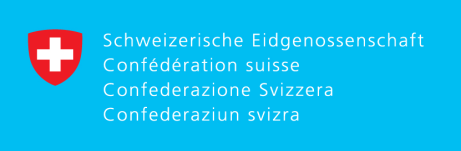 Schweizerische Eidgenossenschaft
Confédération suisse
Confederazione Svizzera
Confederaziun svizra